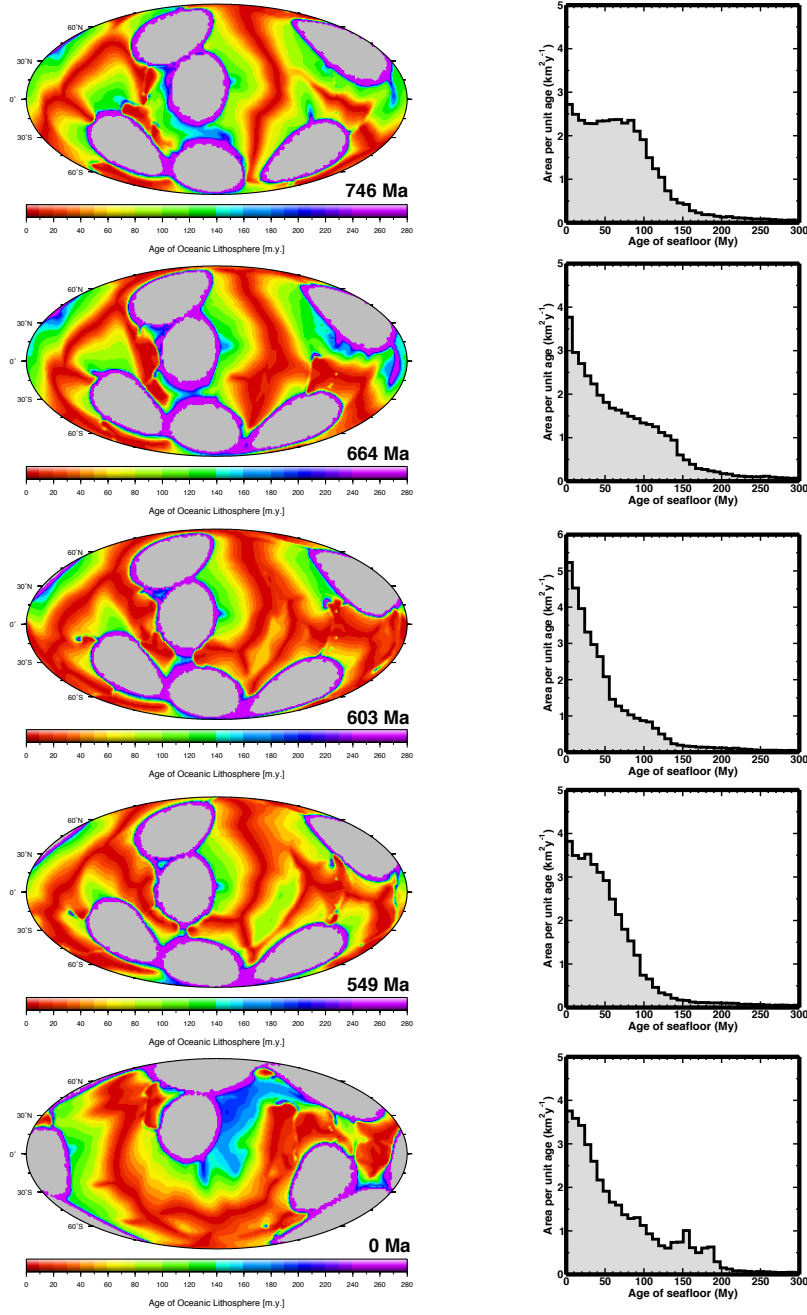 60˚N
30˚N
0˚
30˚S
60˚S
746 Ma
0 20 40 60 80 100 120 140 160 180 200 220 240 260 280
Age of Oceanic Lithosphere [m.y.]
Area per unit age (km²y⁻¹)
5
4
3
2
1
0
0 50 100 150 200 250 300
Age of seafloor (My)
60˚N
30˚N
0˚
30˚S
60˚S
664 Ma
0 20 40 60 80 100 120 140 160 180 200 220 240 260 280
Age of Oceanic Lithosphere [m.y.]
Area per unit age (km²y⁻¹)
5
4
3
2
1
0
0 50 100 150 200 250 300
Age of seafloor (My)
60˚N
30˚N
0˚
30˚S
60˚S
603 Ma
0 20 40 60 80 100 120 140 160 180 200 220 240 260 280
Age of Oceanic Lithosphere [m.y.]
Area per unit age (km²y⁻¹)
6
5
4
3
2
1
0
0 50 100 150 200 250 300
Age of seafloor (My)
60˚N
30˚N
0˚
30˚S
60˚S
549 Ma
0 20 40 60 80 100 120 140 160 180 200 220 240 260 280
Age of Oceanic Lithosphere [m.y.]
Area per unit age (km²y⁻¹)
5
4
3
2
1
0
0 50 100 150 200 250 300
Age of seafloor (My)
60˚N
30˚N
0˚
30˚S
60˚S
0 Ma
0 20 40 60 80 100 120 140 160 180 200 220 240 260 280
Age of Oceanic Lithosphere [m.y.]
Area per unit age (km²y⁻¹)
5
4
3
2
1
0
0 50 100 150 200 250 300
Age of seafloor (My)